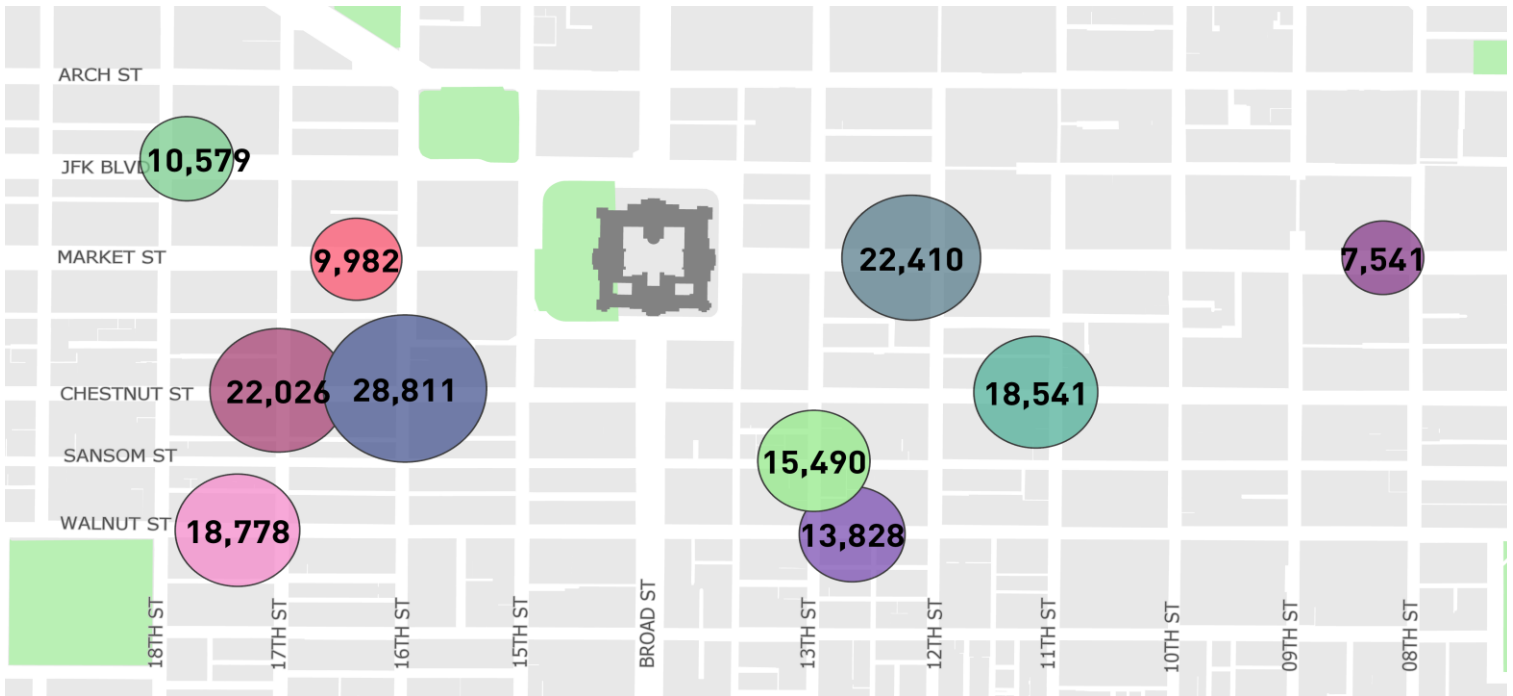 ARCH ST
JFK BLVD
10,579
MARKET ST
9,982
22,410
7,541
CHESTNUT ST
22,026
28,811
18,541
SANSOM ST
15,490
WALNUT ST
18,778
13,828
18TH ST
17TH ST
16TH ST
15TH ST
BROAD ST
13TH ST
12TH ST
11TH ST
10TH ST
09TH ST
08TH ST